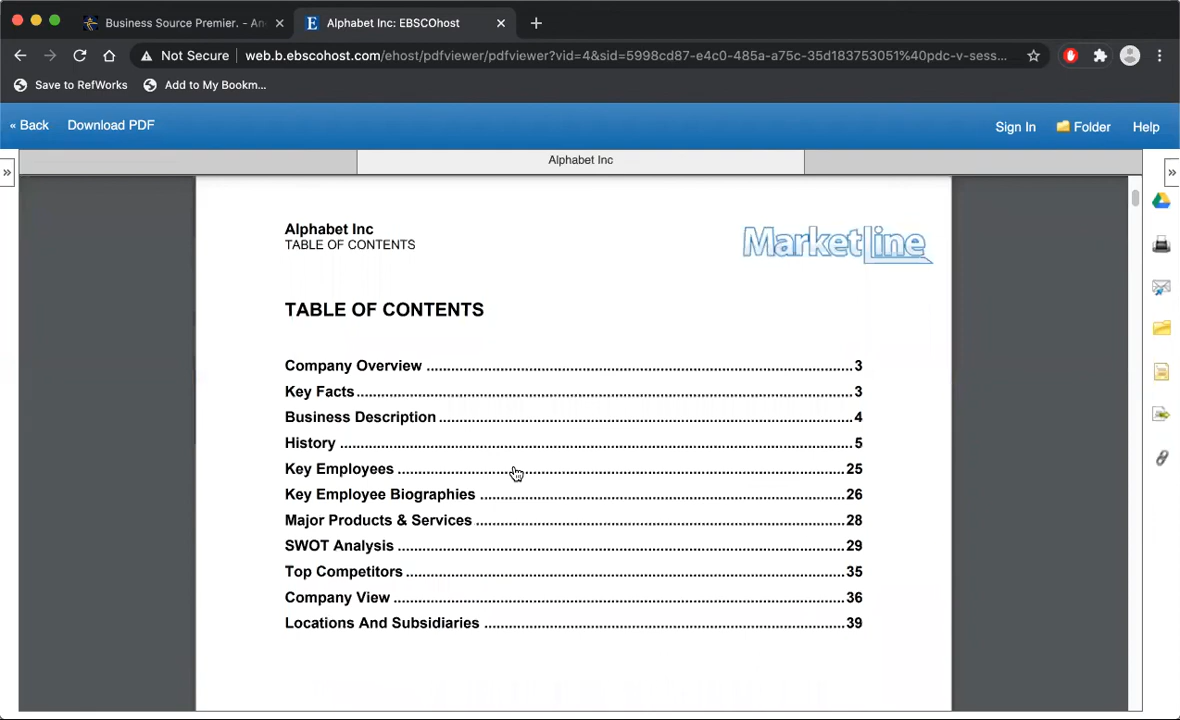 Business Source Premier. - An
Alphabet Inc: EBSCOhost
Not Secure
web.b.ebscohost.com/ehost/pdfviewer/pdfviewer?vid=4&sid=5998cd87-e4c0-485a-a75c-35d183753051%40pdc-v-sess...
Save to RefWorks
Add to My Bookm...
« Back
Download PDF
Sign In
Folder
Help
Alphabet Inc
Alphabet Inc
TABLE OF CONTENTS
MarketLine
TABLE OF CONTENTS
Company Overview 3
Key Facts 3
Business Description 4
History 5
Key Employees 25
Key Employee Biographies 26
Major Products & Services 28
SWOT Analysis 29
Top Competitors 35
Company View 36
Locations And Subsidiaries 39